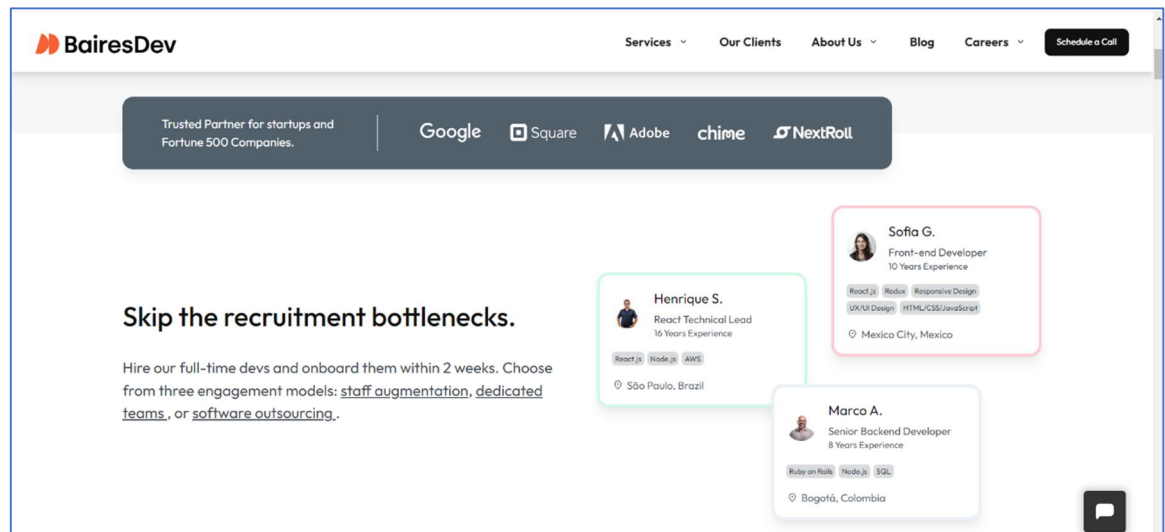 BairesDev
Services
Our Clients
About Us
Blog
Careers
Schedule a Call
Trusted Partner for startups and
Fortune 500 Companies.
Google
Square
Adobe
chime
NextRoll
Skip the recruitment bottlenecks.
Hire our full-time devs and onboard them within 2 weeks. Choose
from three engagement models: staff augmentation, dedicated
teams , or software outsourcing .
Henrique S.
React Technical Lead
16 Years Experience
React.js Node.js AWS
São Paulo, Brazil
Sofia G.
Front-end Developer
10 Years Experience
React.js Redux Responsive Design
UX/UI Design HTML/CSS/JavaScript
Mexico City, Mexico
Marco A.
Senior Backend Developer
8 Years Experience
Ruby on Rails Node.js SQL
Bogotá, Colombia